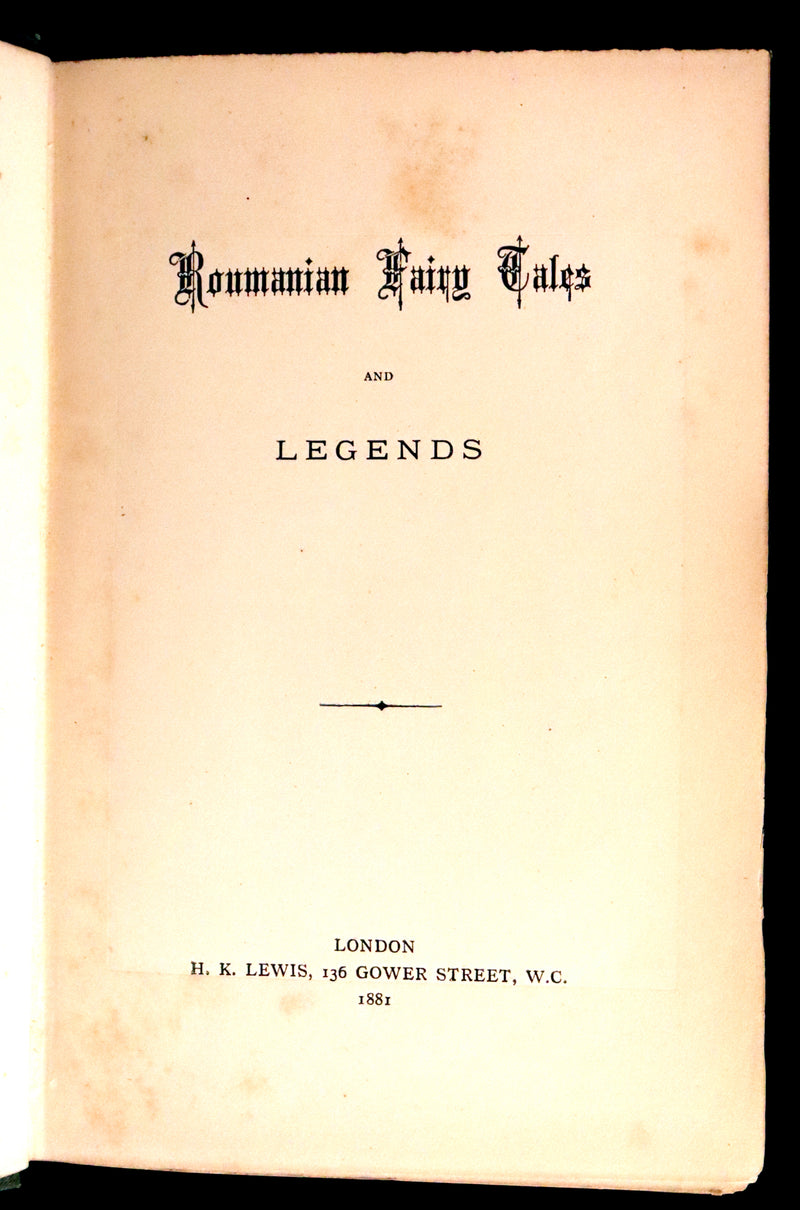 Roumanian Fairy Tales
AND
LEGENDS
LONDON
H. K. LEWIS, 136 GOWER STREET, W.C.
1881